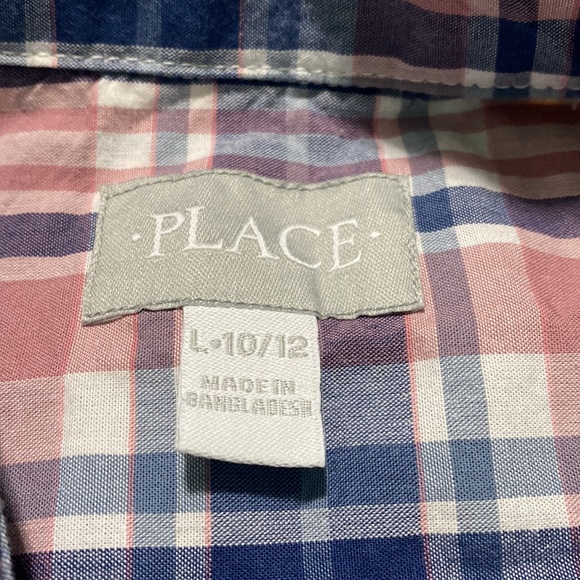 · PLACE ·
L•10/12
MADE IN
BANGLADESH